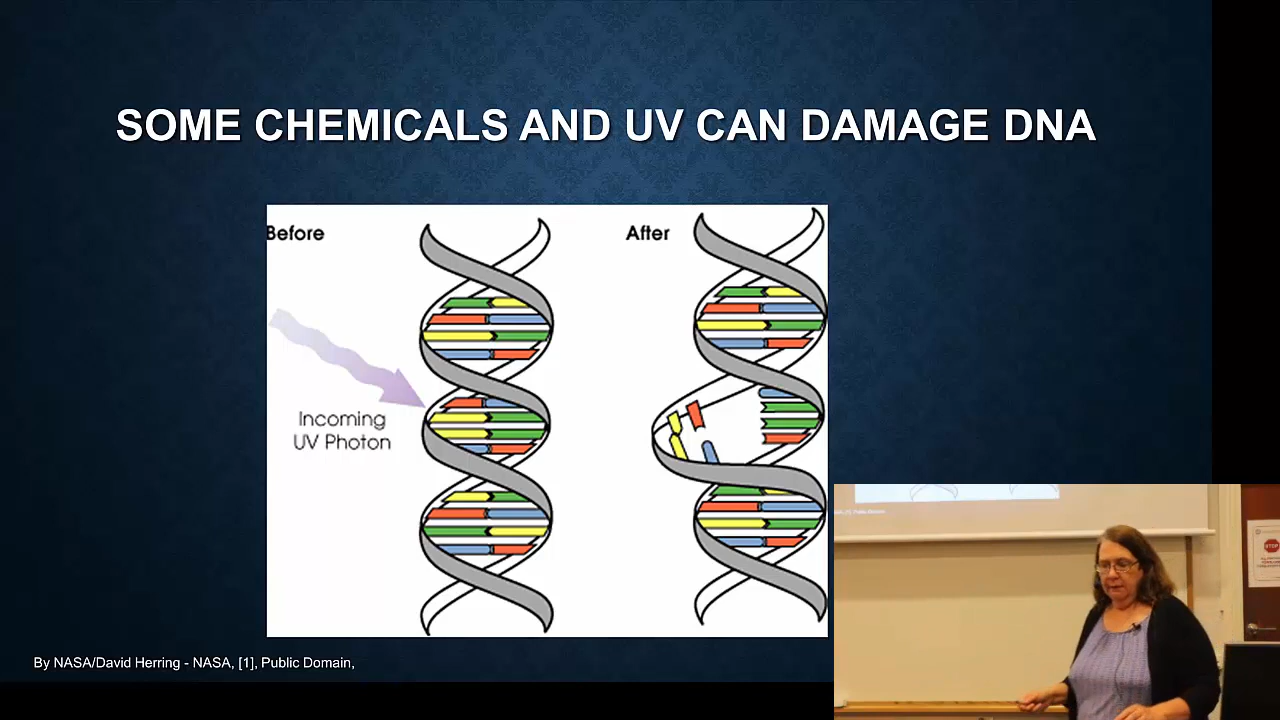 SOME CHEMICALS AND UV CAN DAMAGE DNA
Before
After
Incoming
UV Photon
By NASA/David Herring - NASA, [1], Public Domain,
STOP